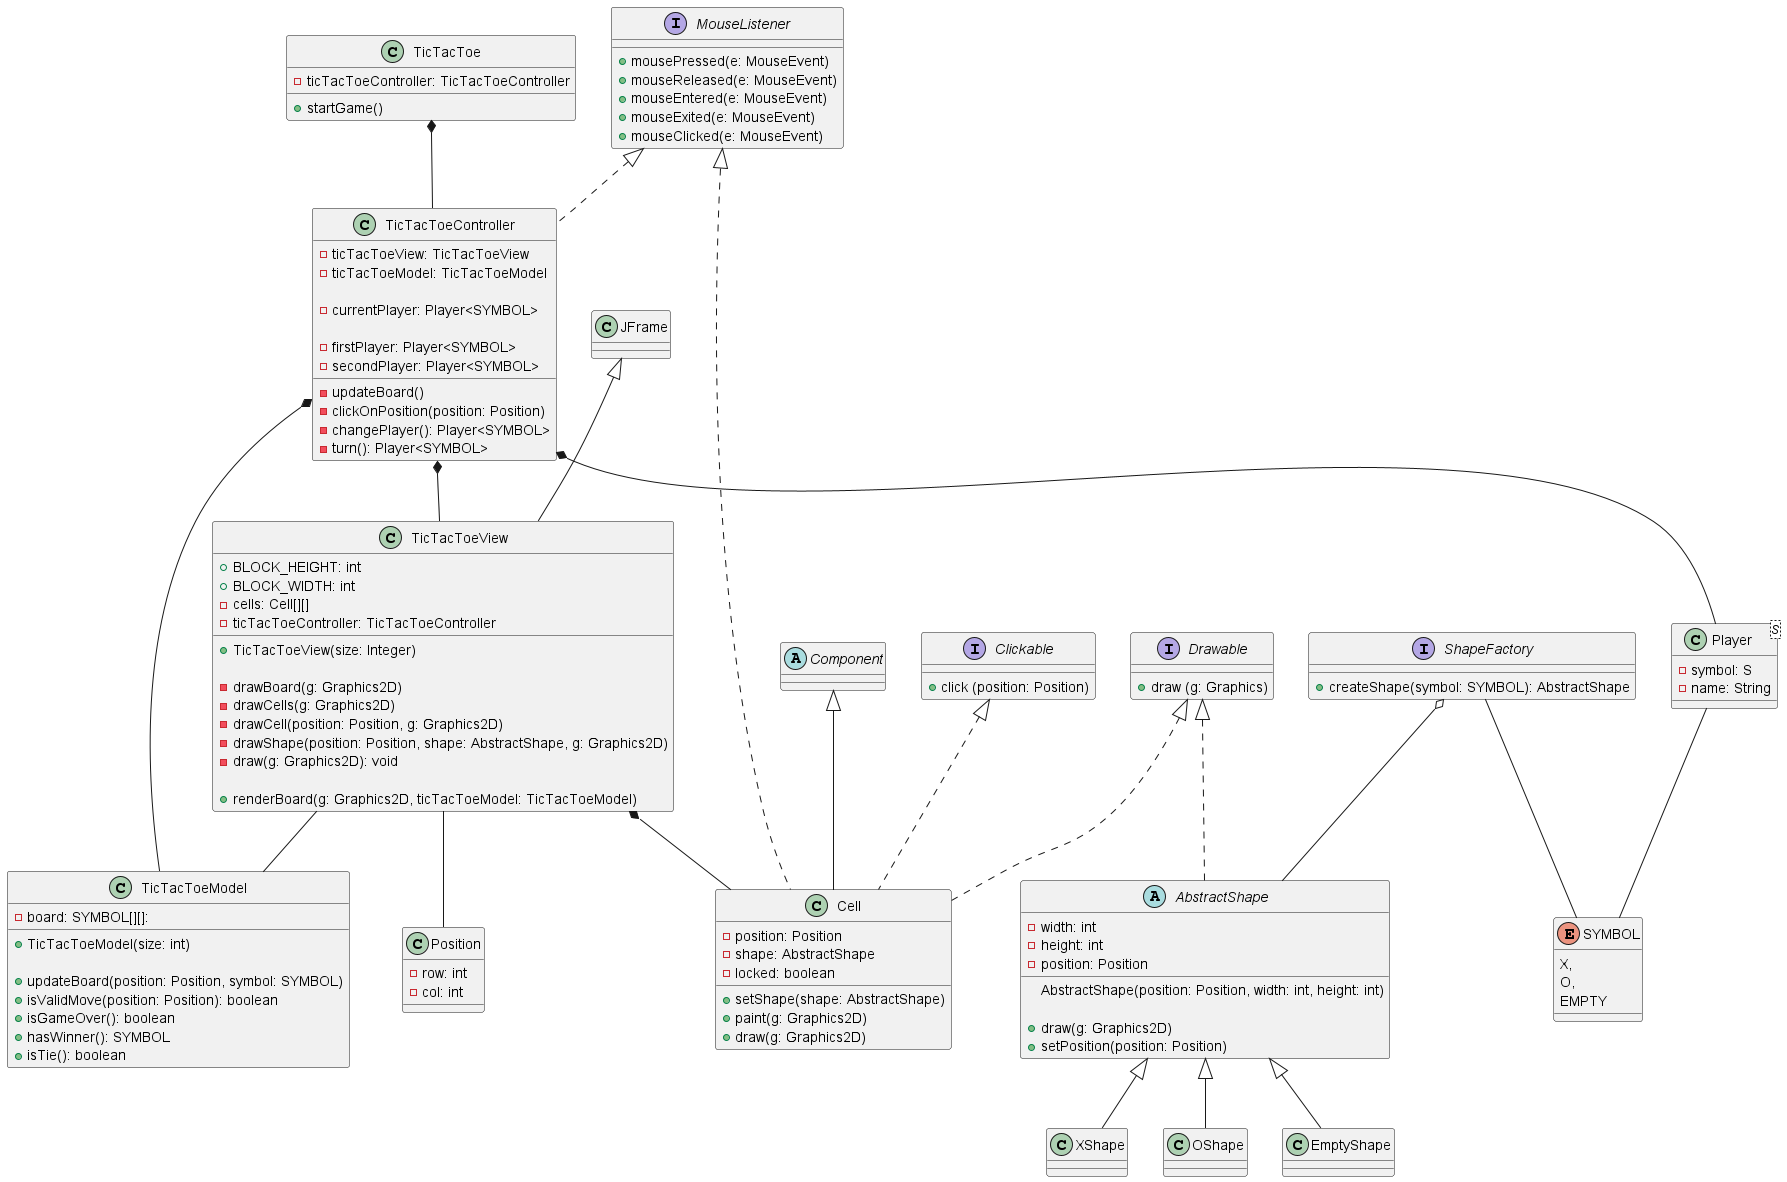 C TicTacToe
ticTacToeController: TicTacToeController
startGame()
I MouseListener
mousePressed(e: MouseEvent)
mouseReleased(e: MouseEvent)
mouseEntered(e: MouseEvent)
mouseExited(e: MouseEvent)
mouseClicked(e: MouseEvent)
C TicTacToeController
ticTacToeView: TicTacToeView
ticTacToeModel: TicTacToeModel
currentPlayer: Player<SYMBOL>
firstPlayer: Player<SYMBOL>
secondPlayer: Player<SYMBOL>
updateBoard()
clickOnPosition(position: Position)
changePlayer(): Player<SYMBOL>
turn(): Player<SYMBOL>
C JFrame
C TicTacToeView
BLOCK_HEIGHT: int
BLOCK_WIDTH: int
cells: Cell[][]
ticTacToeController: TicTacToeController
TicTacToeView(size: Integer)
drawBoard(g: Graphics2D)
drawCells(g: Graphics2D)
drawCell(position: Position, g: Graphics2D)
drawShape(position: Position, shape: AbstractShape, g: Graphics2D)
draw(g: Graphics2D): void
renderBoard(g: Graphics2D, ticTacToeModel: TicTacToeModel)
A Component
I Clickable
click (position: Position)
I Drawable
draw (g: Graphics)
I ShapeFactory
createShape(symbol: SYMBOL): AbstractShape
C Player S
symbol: S
name: String
C TicTacToeModel
board: SYMBOL[][]:
TicTacToeModel(size: int)
updateBoard(position: Position, symbol: SYMBOL)
isValidMove(position: Position): boolean
isGameOver(): boolean
hasWinner(): SYMBOL
isTie(): boolean
C Position
row: int
col: int
C Cell
position: Position
shape: AbstractShape
locked: boolean
setShape(shape: AbstractShape)
paint(g: Graphics2D)
draw(g: Graphics2D)
A AbstractShape
width: int
height: int
position: Position
AbstractShape(position: Position, width: int, height: int)
draw(g: Graphics2D)
setPosition(position: Position)
E SYMBOL
X,
O,
EMPTY
C XShape
C OShape
C EmptyShape